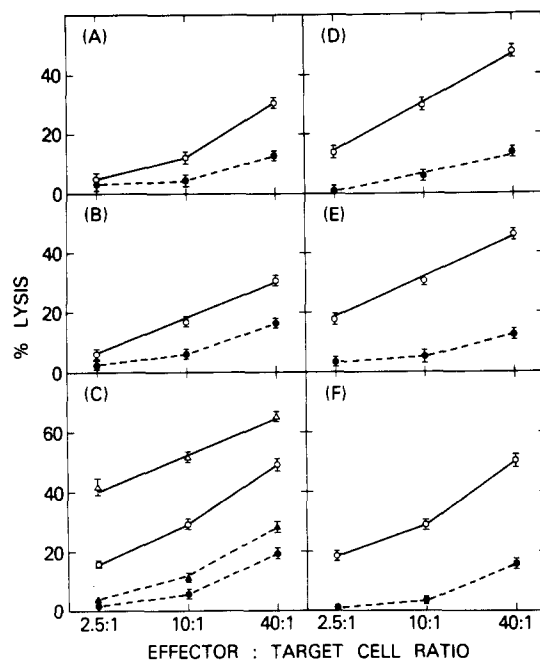 (A)
(D)
40
20
0
(B)
(E)
40
20
0
(C)
(F)
60
40
20
0
2.5:1 10:1 40:1 2.5:1 10:1 40:1
EFFECTOR : TARGET CELL RATIO
% LYSIS